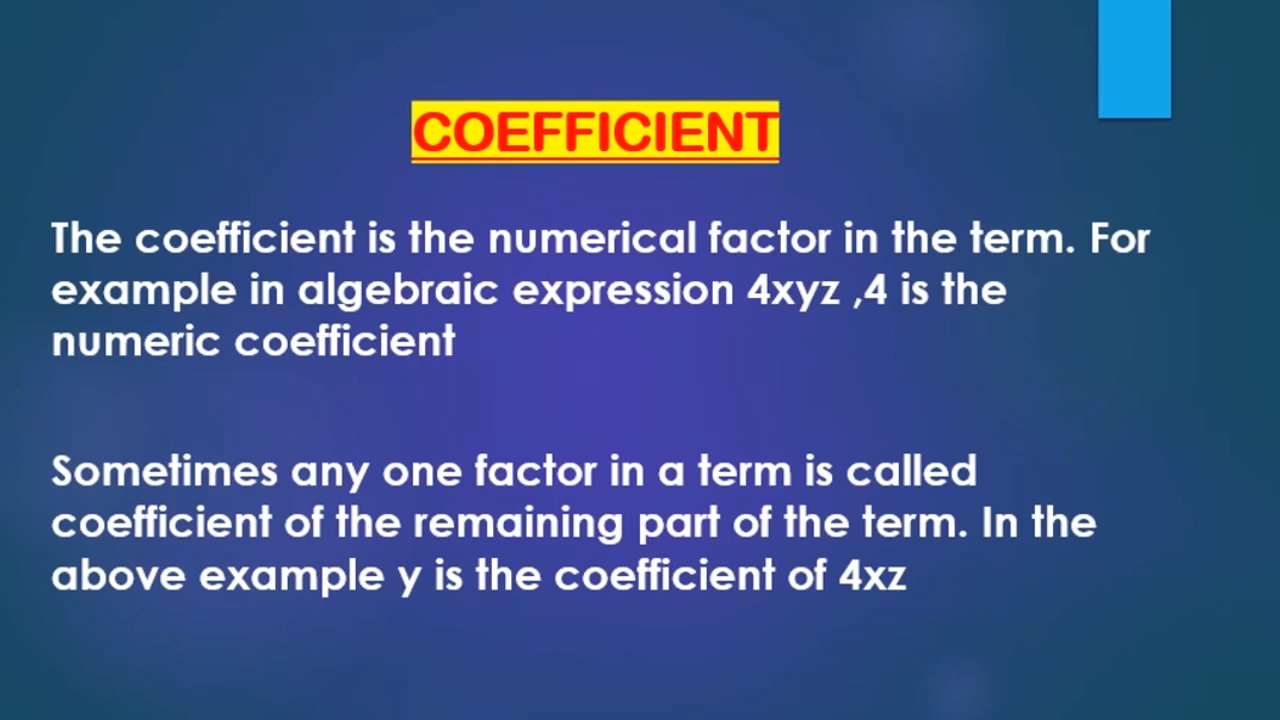 COEFFICIENT
The coefficient is the numerical factor in the term. For
example in algebraic expression 4xyz ,4 is the
numeric coefficient
Sometimes any one factor in a term is called
coefficient of the remaining part of the term. In the
above example y is the coefficient of 4xz